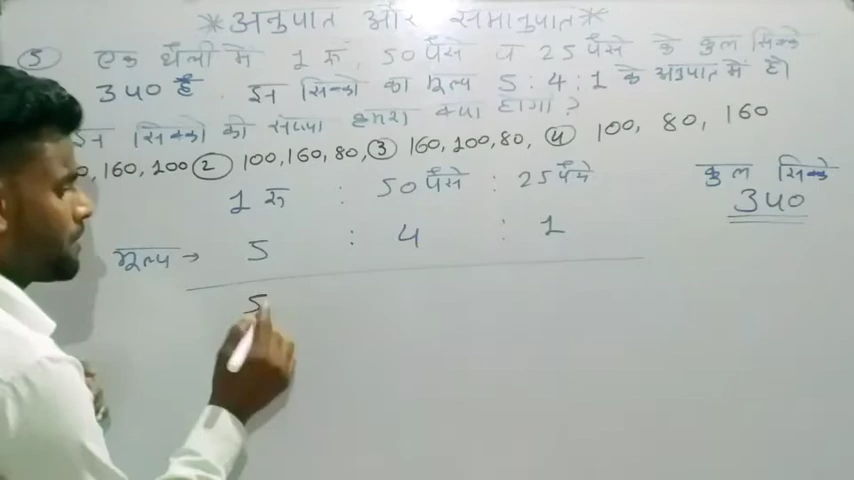 *अनुपात और समानुपात*
5 एक थैली में 1 रू, 50 पैसे व 25 पैसे के कुल सिक्के
340 है . इन सिक्को का मूल्य 5 : 4 : 1 के अनुपात में है।
इन सिक्को की संख्या क्या होगा ?
0, 160, 100 2 100, 160, 80, 3 160, 100, 80, 4 100, 80, 160
1 रू : 50 पैसे : 25 पैसे कुल सिक्के
340
मूल्य → 5 : 4 : 1
5